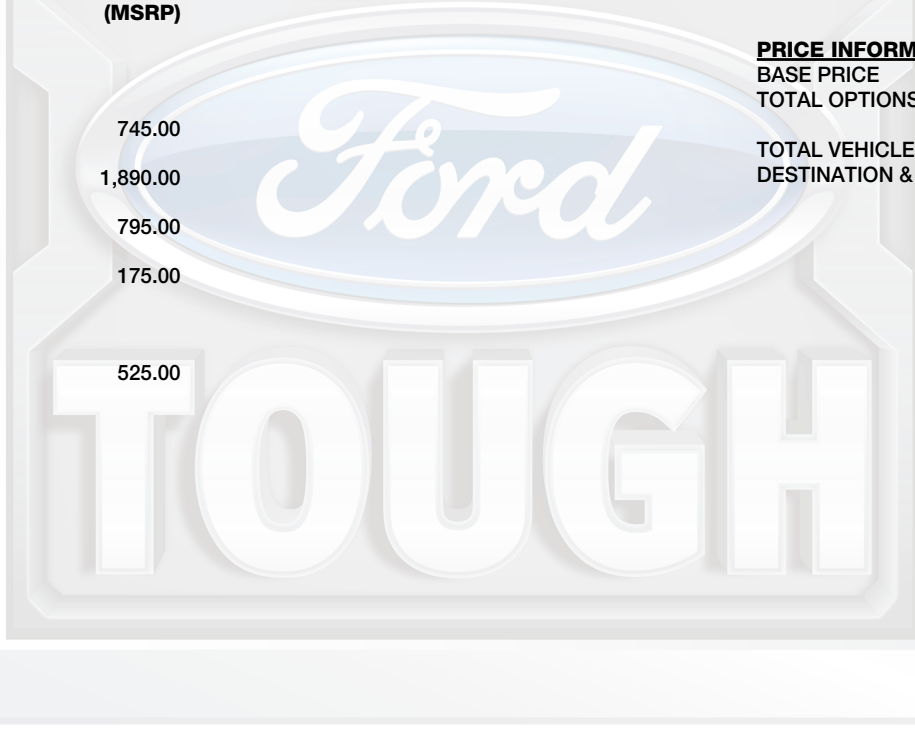 (MSRP)
745.00
1,890.00
795.00
175.00
525.00
PRICE INFORM
BASE PRICE
TOTAL OPTIONS
TOTAL VEHICLE
DESTINATION &
Ford
TOUGH